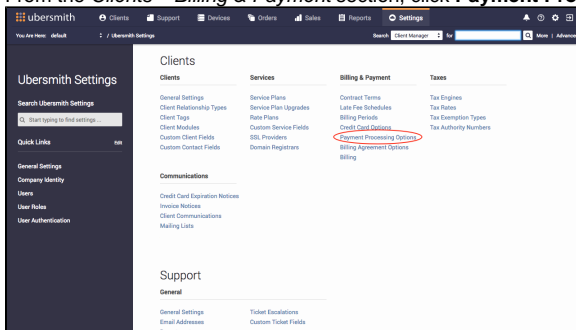 From the Clients - Billing & Payment section, click Payment Pro
ubersmith Clients Support Devices Orders Sales Reports Settings
You Are Here: default / Ubersmith Settings Search Client Manager for More | Advance
Ubersmith Settings
Search Ubersmith Settings
Start typing to find settings ...
Quick Links Edit
General Settings
Company Identity
Users
User Roles
User Authentication
Clients
Clients Services Billing & Payment Taxes
General Settings Service Plans Contract Terms Tax Engines
Client Relationship Types Service Plan Upgrades Late Fee Schedules Tax Rates
Client Tags Rate Plans Billing Periods Tax Exemption Types
Client Modules Custom Service Fields Credit Card Options Tax Authority Numbers
Custom Client Fields SSL Providers Payment Processing Options
Custom Contact Fields Domain Registrars Billing Agreement Options
Billing
Communications
Credit Card Expiration Notices
Invoice Notices
Client Communications
Mailing Lists
Support
General
General Settings Ticket Escalations
Email Addresses Custom Ticket Fields